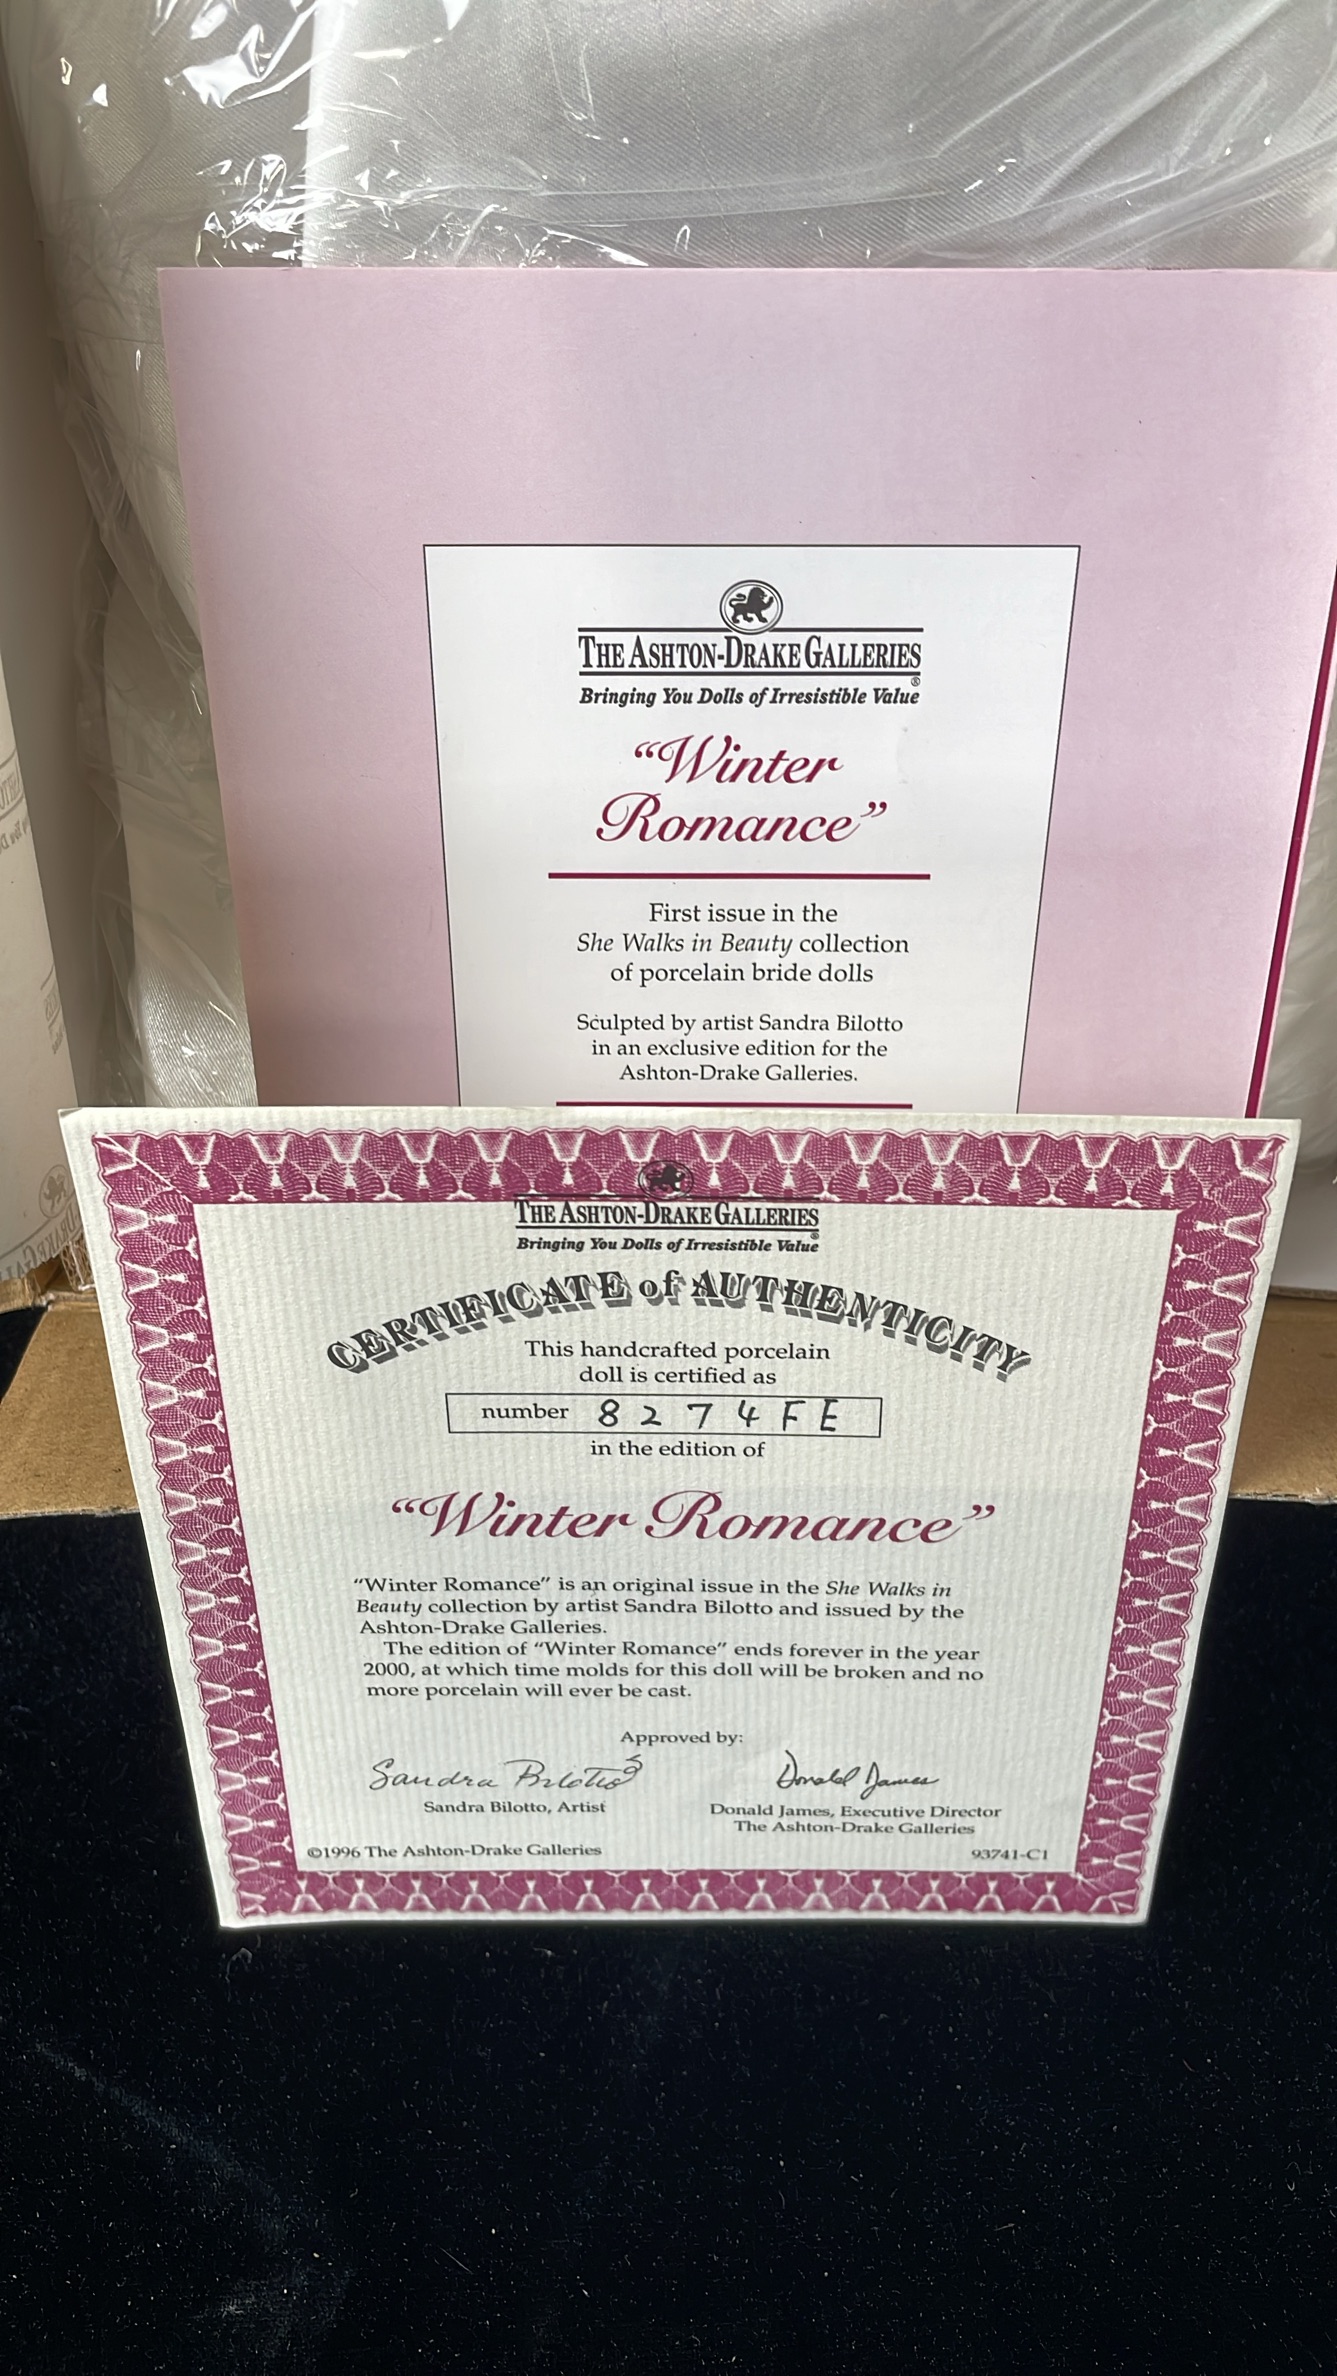 THE ASHTON-DRAKE GALLERIES
®
Bringing You Dolls of Irresistible Value
“Winter
Romance”
First issue in the
She Walks in Beauty collection
of porcelain bride dolls
Sculpted by artist Sandra Bilotto
in an exclusive edition for the
Ashton-Drake Galleries.
THE ASHTON-DRAKE GALLERIES
®
Bringing You Dolls of Irresistible Value
CERTIFICATE of AUTHENTICITY
This handcrafted porcelain
doll is certified as
number 8274FE
in the edition of
“Winter Romance”
“Winter Romance” is an original issue in the She Walks in
Beauty collection by artist Sandra Bilotto and issued by the
Ashton-Drake Galleries.
The edition of “Winter Romance” ends forever in the year
2000, at which time molds for this doll will be broken and no
more porcelain will ever be cast.
Approved by:
Sandra Bilotto Donald James
Sandra Bilotto, Artist Donald James, Executive Director
The Ashton-Drake Galleries
©1996 The Ashton-Drake Galleries 93741-C1